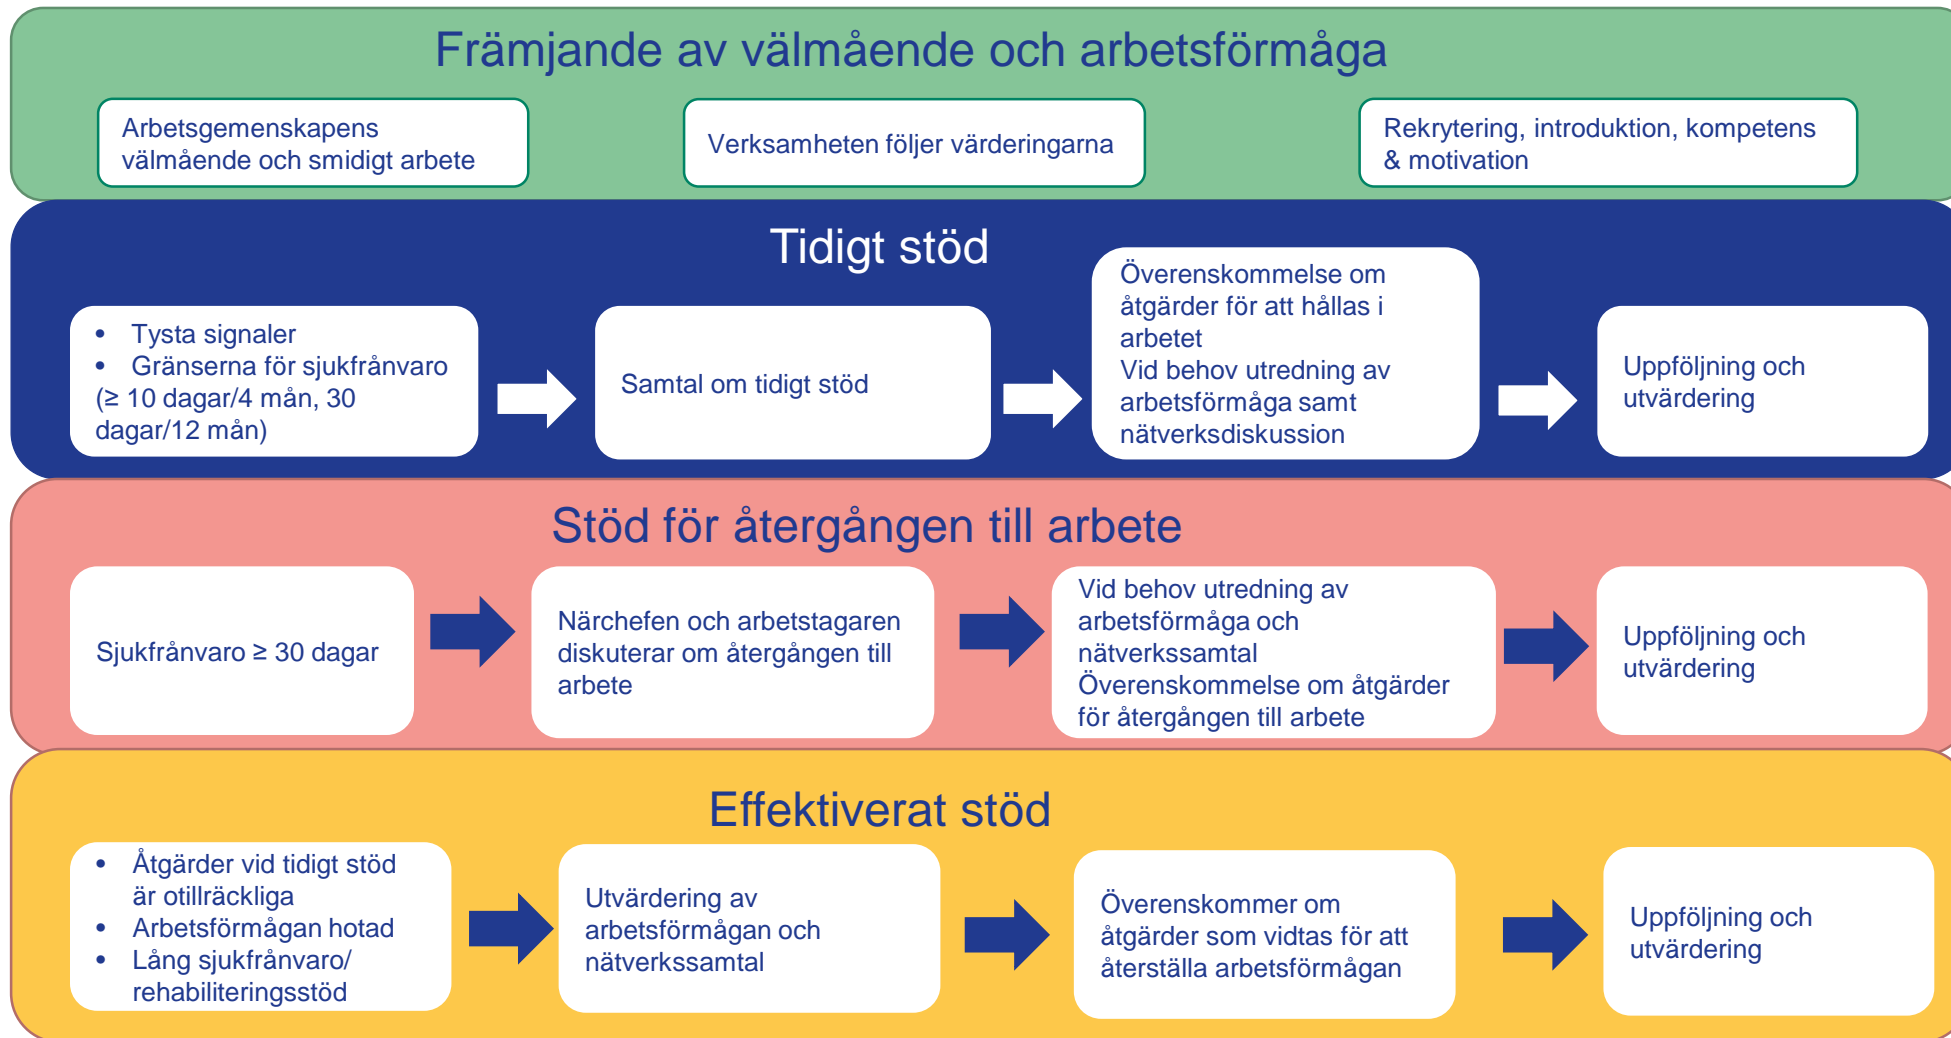 Främjande av välmående och arbetsförmåga
Arbetsgemenskapens
välmående och smidigt arbete
Verksamheten följer värderingarna
Rekrytering, introduktion, kompetens
& motivation
Tidigt stöd
• Tysta signaler
• Gränserna för sjukfrånvaro
(≥ 10 dagar/4 mån, 30
dagar/12 mån)
Samtal om tidigt stöd
Överenskommelse om
åtgärder för att hållas i
arbetet
Vid behov utredning av
arbetsförmåga samt
nätverksdiskussion
Uppföljning och
utvärdering
Stöd för återgången till arbete
Sjukfrånvaro ≥ 30 dagar
Närchefen och arbetstagaren
diskuterar om återgången till
arbete
Vid behov utredning av
arbetsförmåga och
nätverkssamtal
Överenskommelse om åtgärder
för återgången till arbete
Uppföljning och
utvärdering
Effektiverat stöd
• Åtgärder vid tidigt stöd
är otillräckliga
• Arbetsförmågan hotad
• Lång sjukfrånvaro/
rehabiliteringsstöd
Utvärdering av
arbetsförmågan och
nätverkssamtal
Överenskommer om
åtgärder som vidtas för att
återställa arbetsförmågan
Uppföljning och
utvärdering